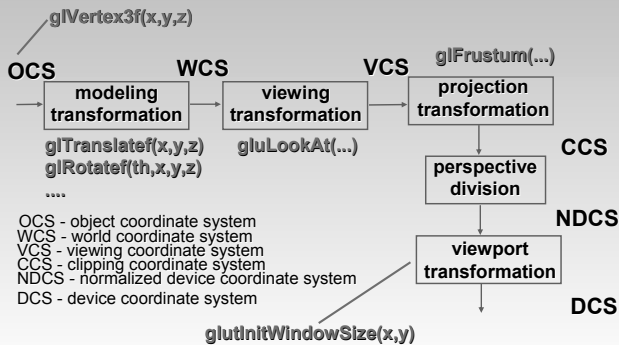 glVertex3f(x,y,z)
OCS
WCS
VCS
glFrustum(...)
modeling
transformation
viewing
transformation
projection
transformation
glTranslatef(x,y,z)
glRotatef(th,x,y,z)
....
gluLookAt(...)
CCS
perspective
division
OCS - object coordinate system
WCS - world coordinate system
VCS - viewing coordinate system
CCS - clipping coordinate system
NDCS - normalized device coordinate system
DCS - device coordinate system
NDCS
viewport
transformation
DCS
glutInitWindowSize(x,y)